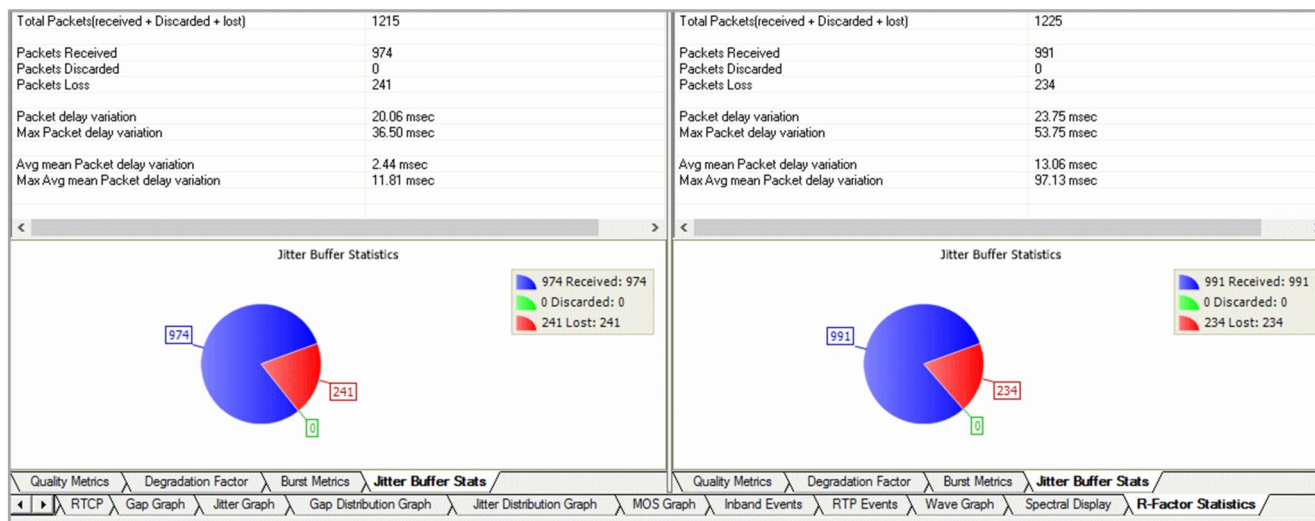 Total Packets(received + Discarded + lost) 1215
Packets Received 974
Packets Discarded 0
Packets Loss 241
Packet delay variation 20.06 msec
Max Packet delay variation 36.50 msec
Avg mean Packet delay variation 2.44 msec
Max Avg mean Packet delay variation 11.81 msec
Jitter Buffer Statistics
974 Received: 974
0 Discarded: 0
241 Lost: 241
974
241
0
Quality Metrics Degradation Factor Burst Metrics Jitter Buffer Stats
Total Packets(received + Discarded + lost) 1225
Packets Received 991
Packets Discarded 0
Packets Loss 234
Packet delay variation 23.75 msec
Max Packet delay variation 53.75 msec
Avg mean Packet delay variation 13.06 msec
Max Avg mean Packet delay variation 97.13 msec
Jitter Buffer Statistics
991 Received: 991
0 Discarded: 0
234 Lost: 234
991
234
0
Quality Metrics Degradation Factor Burst Metrics Jitter Buffer Stats
RTCP Gap Graph Jitter Graph Gap Distribution Graph Jitter Distribution Graph MOS Graph Inband Events RTP Events Wave Graph Spectral Display R-Factor Statistics